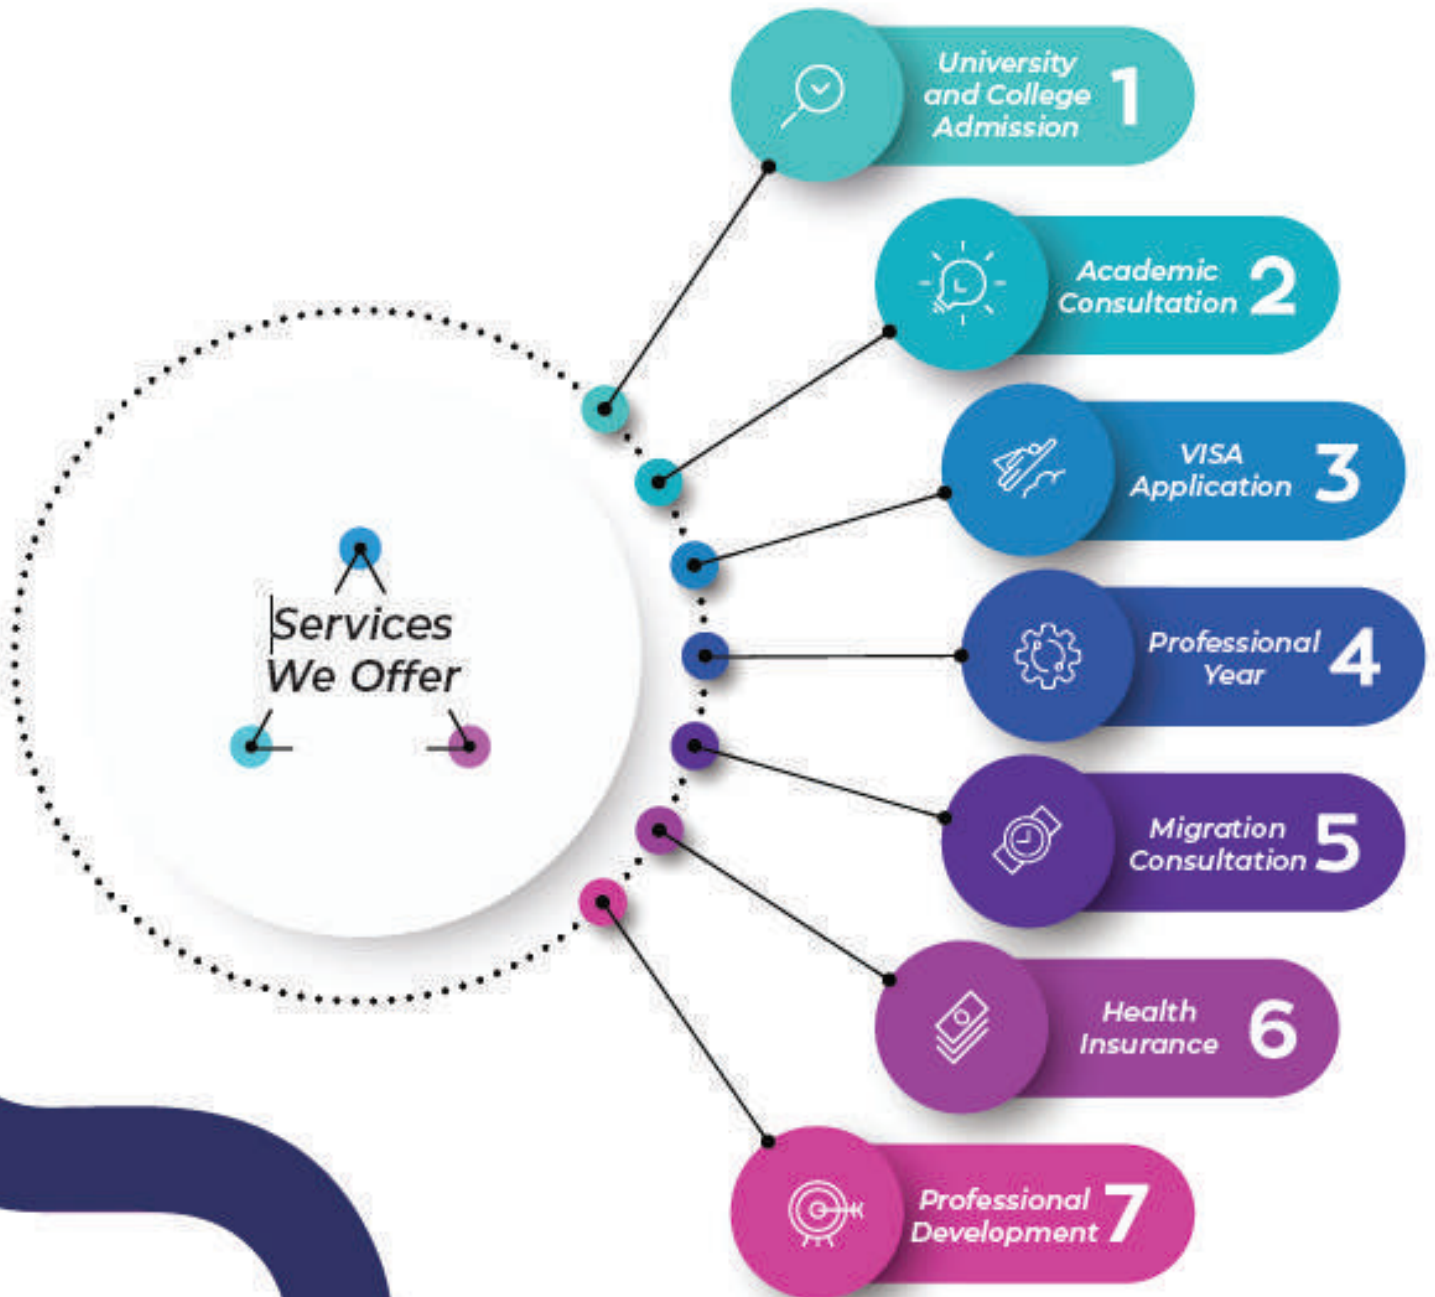 University
and College
Admission
1
Academic
Consultation
2
VISA
Application
3
Services
We Offer
Professional
Year
4
Migration
Consultation
5
Health
Insurance
6
Professional
Development
7